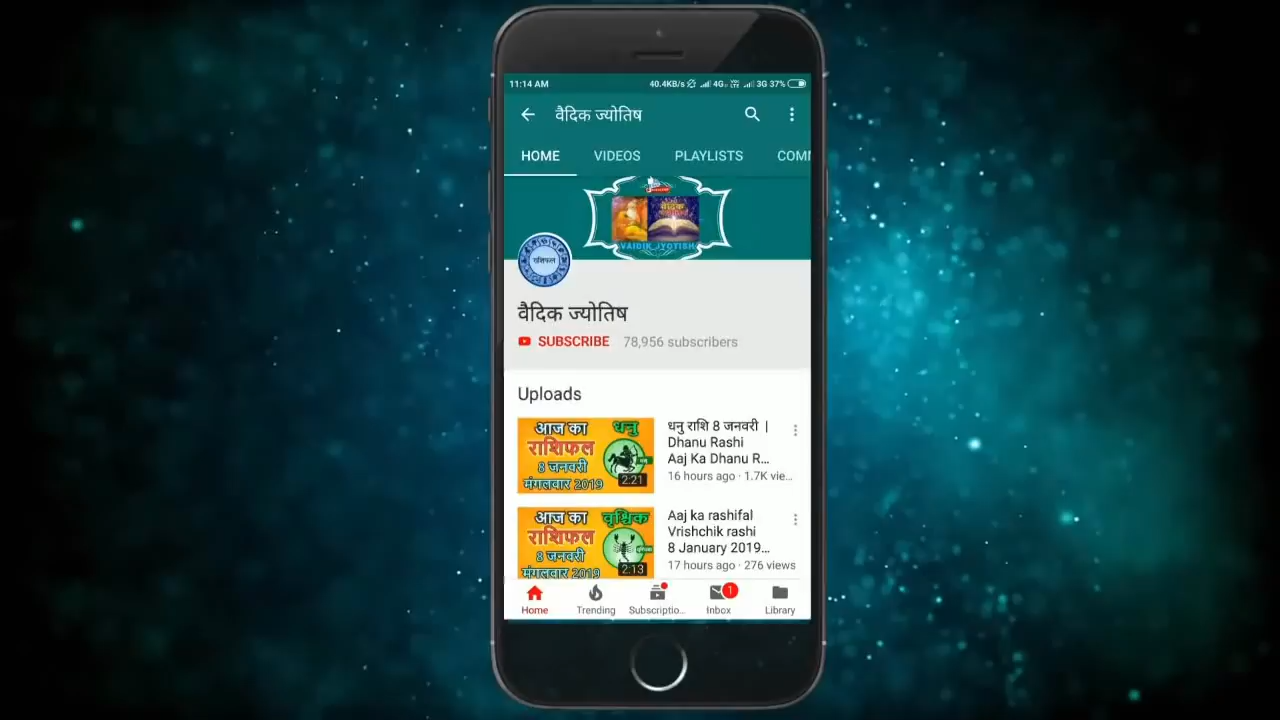 11:14 AM
40.4KB/s 4G 3G 37%
वैदिक ज्योतिष
HOME VIDEOS PLAYLISTS COM
वैदिक
VAIDIK JYOTISH
राशिफल
वैदिक ज्योतिष
SUBSCRIBE 78,956 subscribers
Uploads
आज का धनु
राशिफल
8 जनवरी
मंगलवार 2019
2:21
धनु राशि 8 जनवरी |
Dhanu Rashi
Aaj Ka Dhanu R...
16 hours ago · 1.7K vie...
आज का वृश्चिक
राशिफल
8 जनवरी
मंगलवार 2019
2:13
Aaj ka rashifal
Vrishchik rashi
8 January 2019...
17 hours ago · 276 views
1
Home Trending Subscriptio... Inbox Library